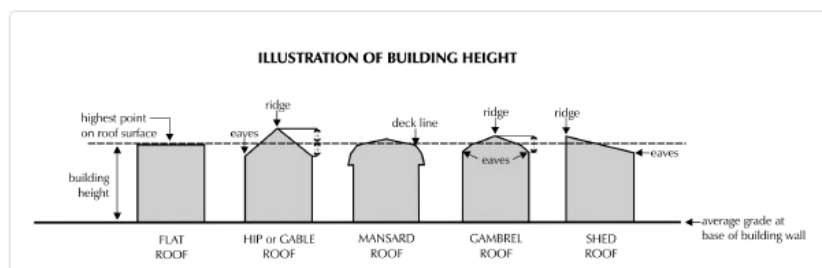 ILLUSTRATION OF BUILDING HEIGHT
highest point
on roof surface
ridge
eaves
deck line
ridge
eaves
ridge
eaves
building
height
average grade at
base of building wall
FLAT
ROOF
HIP or GABLE
ROOF
MANSARD
ROOF
GAMBREL
ROOF
SHED
ROOF